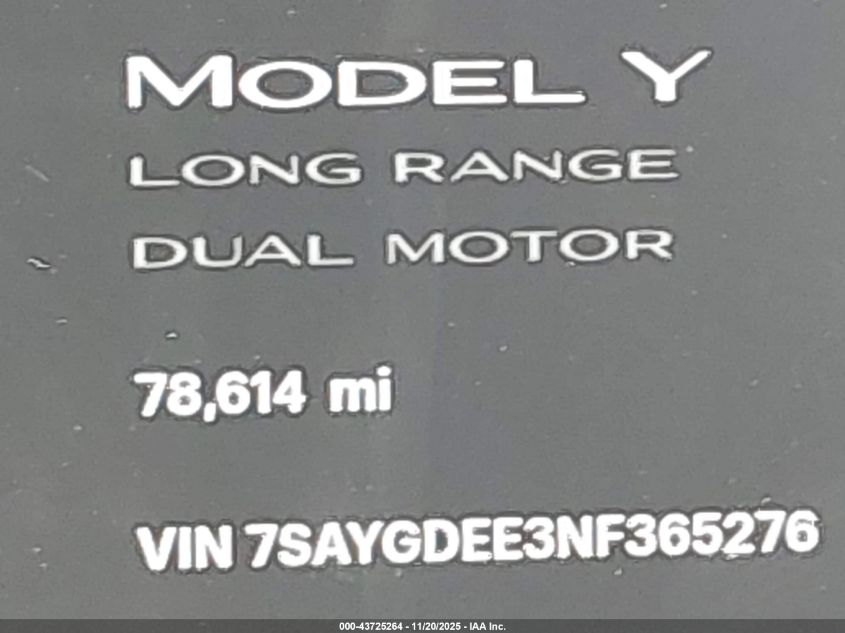 MODEL Y
LONG RANGE
DUAL MOTOR
78,614 mi
VIN 7SAYGDEE3NF365276
000-43725264 - 11/20/2025 - IAA Inc.